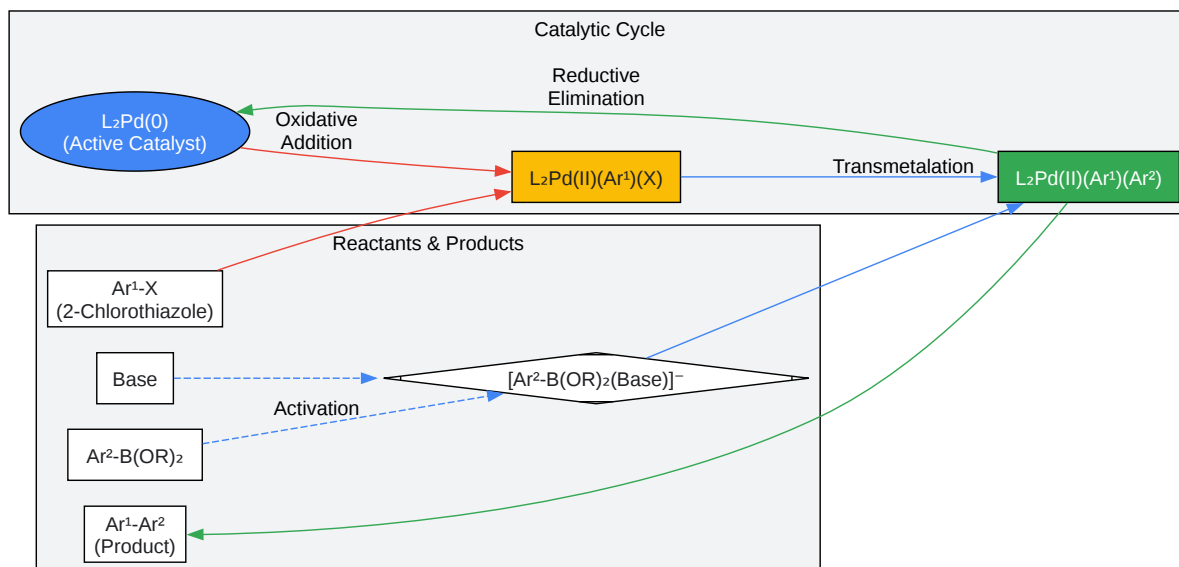 Catalytic Cycle
Reductive
Elimination
L₂Pd(0)
(Active Catalyst)
Oxidative
Addition
L₂Pd(II)(Ar¹)(X)
Transmetalation
L₂Pd(II)(Ar¹)(Ar²)
Reactants & Products
Ar¹-X
(2-Chlorothiazole)
Base
[Ar²-B(OR)₂(Base)]⁻
Activation
Ar²-B(OR)₂
Ar¹-Ar²
(Product)